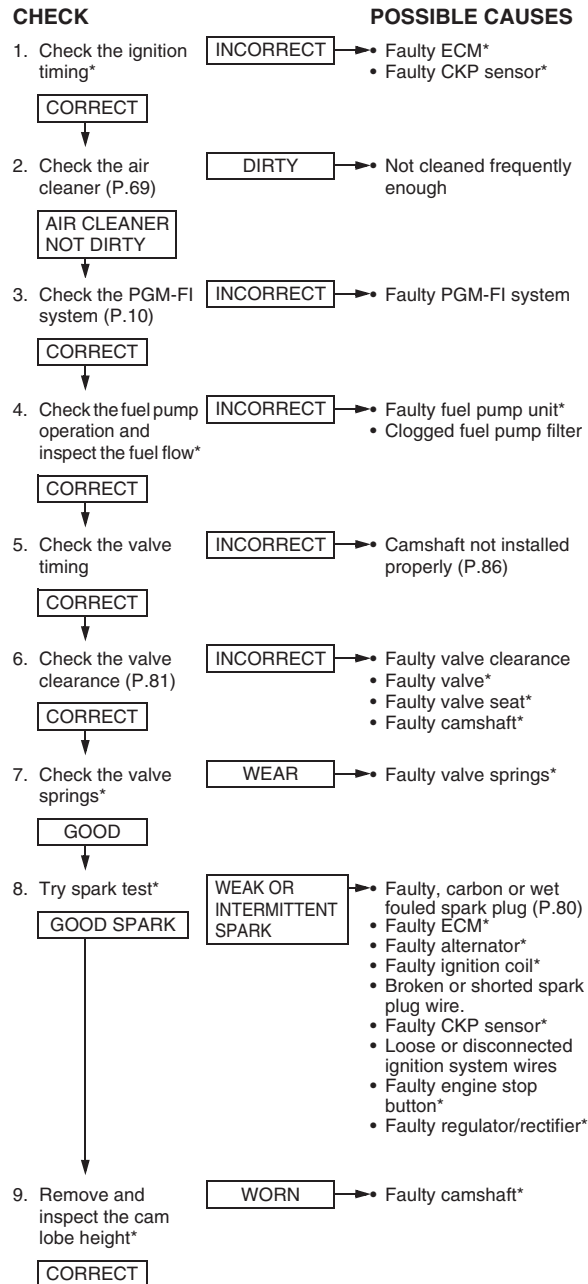 CHECK POSSIBLE CAUSES
1. Check the ignition timing*
INCORRECT
• Faulty ECM*
• Faulty CKP sensor*
CORRECT
2. Check the air
cleaner (P.69)
DIRTY
• Not cleaned frequently
enough
AIR CLEANER
NOT DIRTY
3. Check the PGM-FI
system (P.10)
INCORRECT
• Faulty PGM-FI system
CORRECT
4. Check the fuel pump
operation and
inspect the fuel flow*
INCORRECT
• Faulty fuel pump unit*
• Clogged fuel pump filter
CORRECT
5. Check the valve
timing
INCORRECT
• Camshaft not installed
properly (P.86)
CORRECT
6. Check the valve
clearance (P.81)
INCORRECT
• Faulty valve clearance
• Faulty valve*
• Faulty valve seat*
• Faulty camshaft*
CORRECT
7. Check the valve
springs*
WEAR
• Faulty valve springs*
GOOD
8. Try spark test*
WEAK OR
INTERMITTENT
SPARK
• Faulty, carbon or wet
fouled spark plug (P.80)
• Faulty ECM*
• Faulty alternator*
• Faulty ignition coil*
• Broken or shorted spark
plug wire.
• Faulty CKP sensor*
• Loose or disconnected
ignition system wires
• Faulty engine stop
button*
• Faulty regulator/rectifier*
GOOD SPARK
9. Remove and
inspect the cam
lobe height*
WORN
• Faulty camshaft*
CORRECT